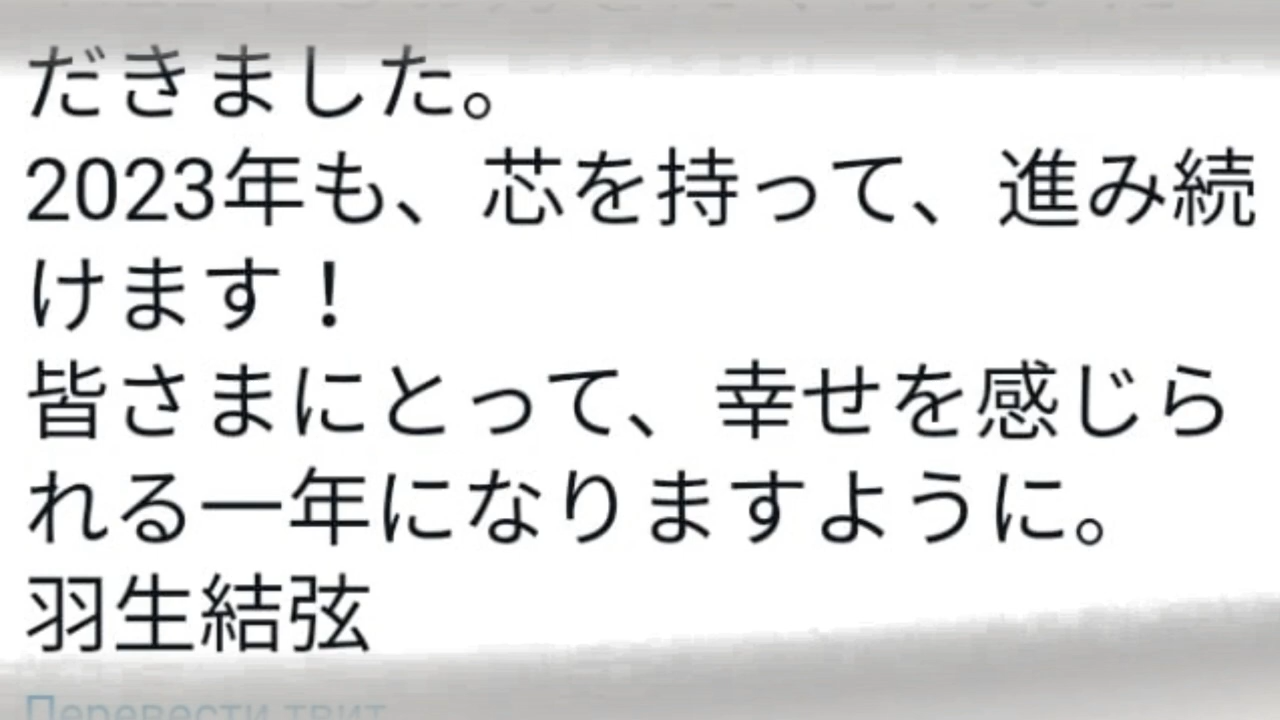 だきました。
2023年も、芯を持って、進み続
けます！
皆さまにとって、幸せを感じら
れる一年になりますように。
羽生結弦
Перевести твит